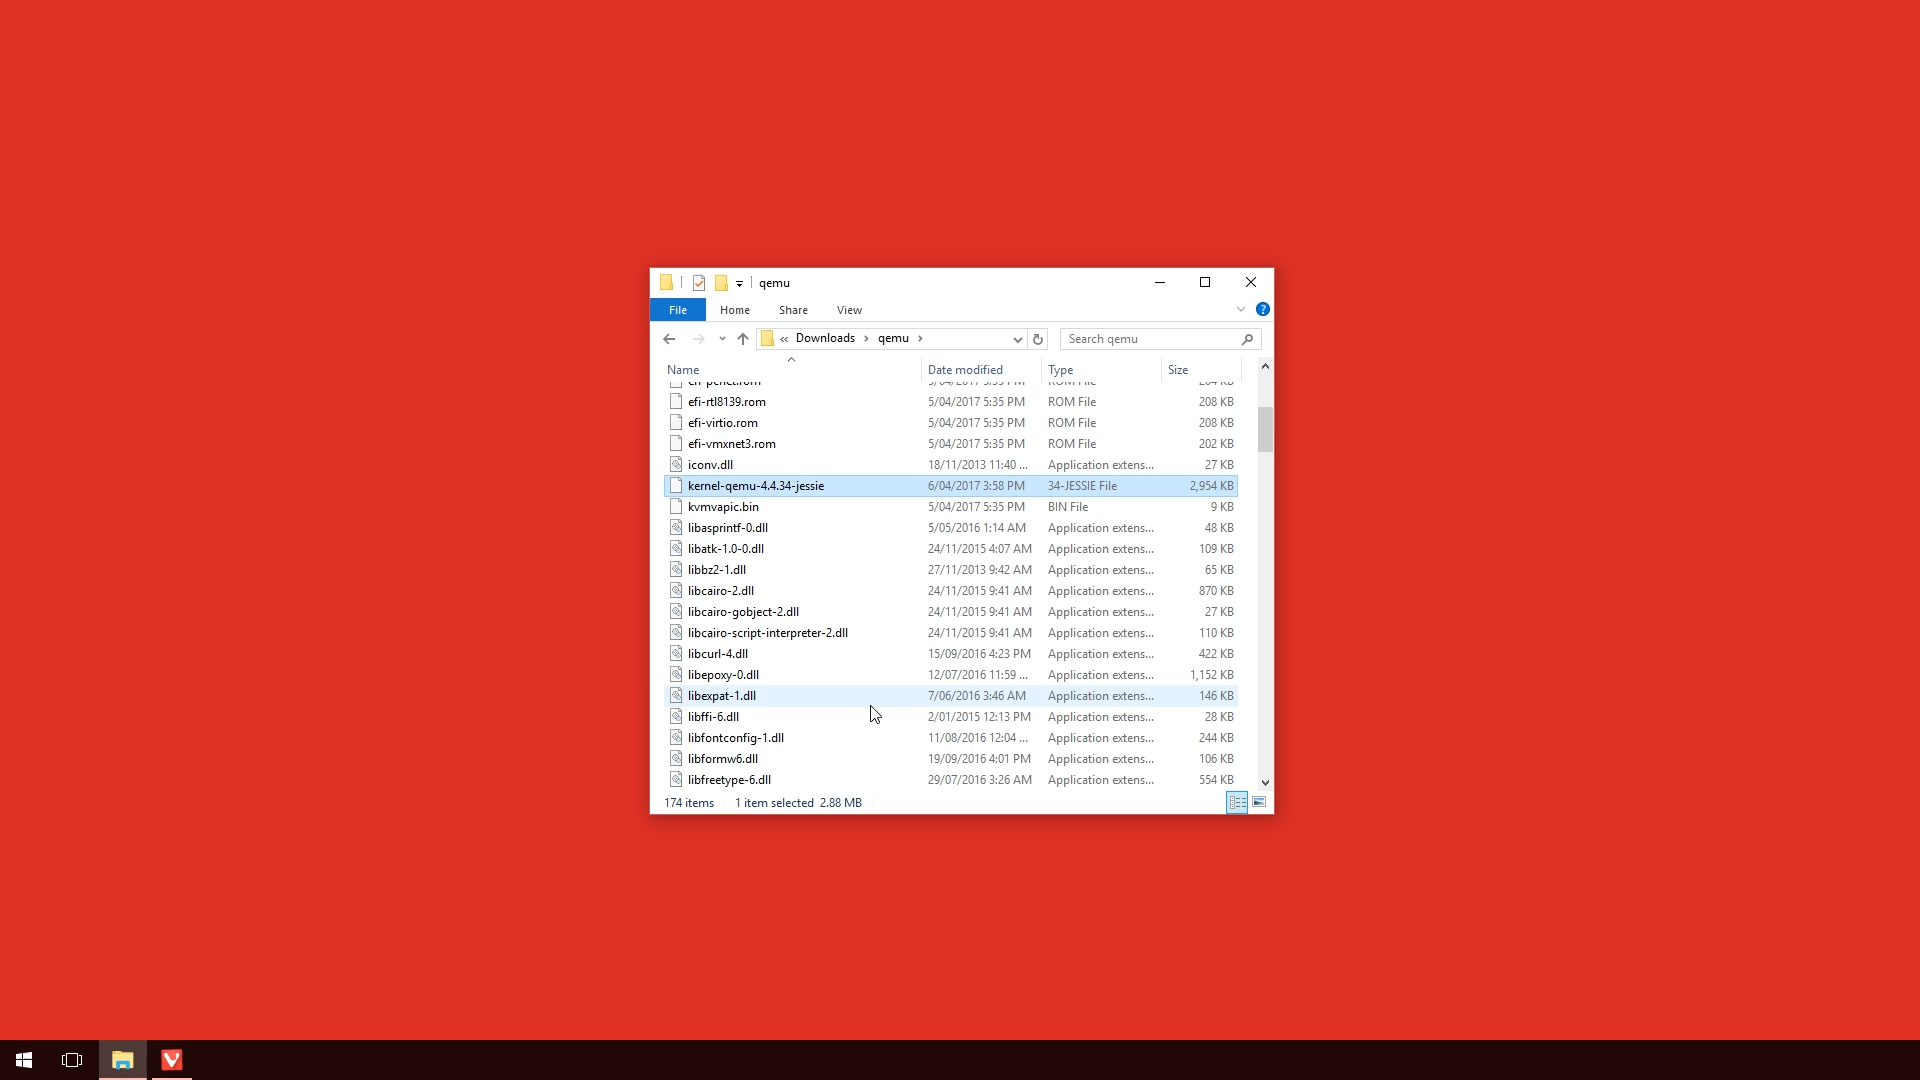 qemu
File Home Share View
« Downloads › qemu › Search qemu
Name Date modified Type Size
efi-rtl8139.rom 5/04/2017 5:35 PM ROM File 208 KB
efi-virtio.rom 5/04/2017 5:35 PM ROM File 208 KB
efi-vmxnet3.rom 5/04/2017 5:35 PM ROM File 202 KB
iconv.dll 18/11/2013 11:40 ... Application extens... 27 KB
kernel-qemu-4.4.34-jessie 6/04/2017 3:58 PM 34-JESSIE File 2,954 KB
kvmvapic.bin 5/04/2017 5:35 PM BIN File 9 KB
libasprintf-0.dll 5/05/2016 1:14 AM Application extens... 48 KB
libatk-1.0-0.dll 24/11/2015 4:07 AM Application extens... 109 KB
libbz2-1.dll 27/11/2013 9:42 AM Application extens... 65 KB
libcairo-2.dll 24/11/2015 9:41 AM Application extens... 870 KB
libcairo-gobject-2.dll 24/11/2015 9:41 AM Application extens... 27 KB
libcairo-script-interpreter-2.dll 24/11/2015 9:41 AM Application extens... 110 KB
libcurl-4.dll 15/09/2016 4:23 PM Application extens... 422 KB
libepoxy-0.dll 12/07/2016 11:59 ... Application extens... 1,152 KB
libexpat-1.dll 7/06/2016 3:46 AM Application extens... 146 KB
libffi-6.dll 2/01/2015 12:13 PM Application extens... 28 KB
libfontconfig-1.dll 11/08/2016 12:04 ... Application extens... 244 KB
libformw6.dll 19/09/2016 4:01 PM Application extens... 106 KB
libfreetype-6.dll 29/07/2016 3:26 AM Application extens... 554 KB
174 items 1 item selected 2.88 MB